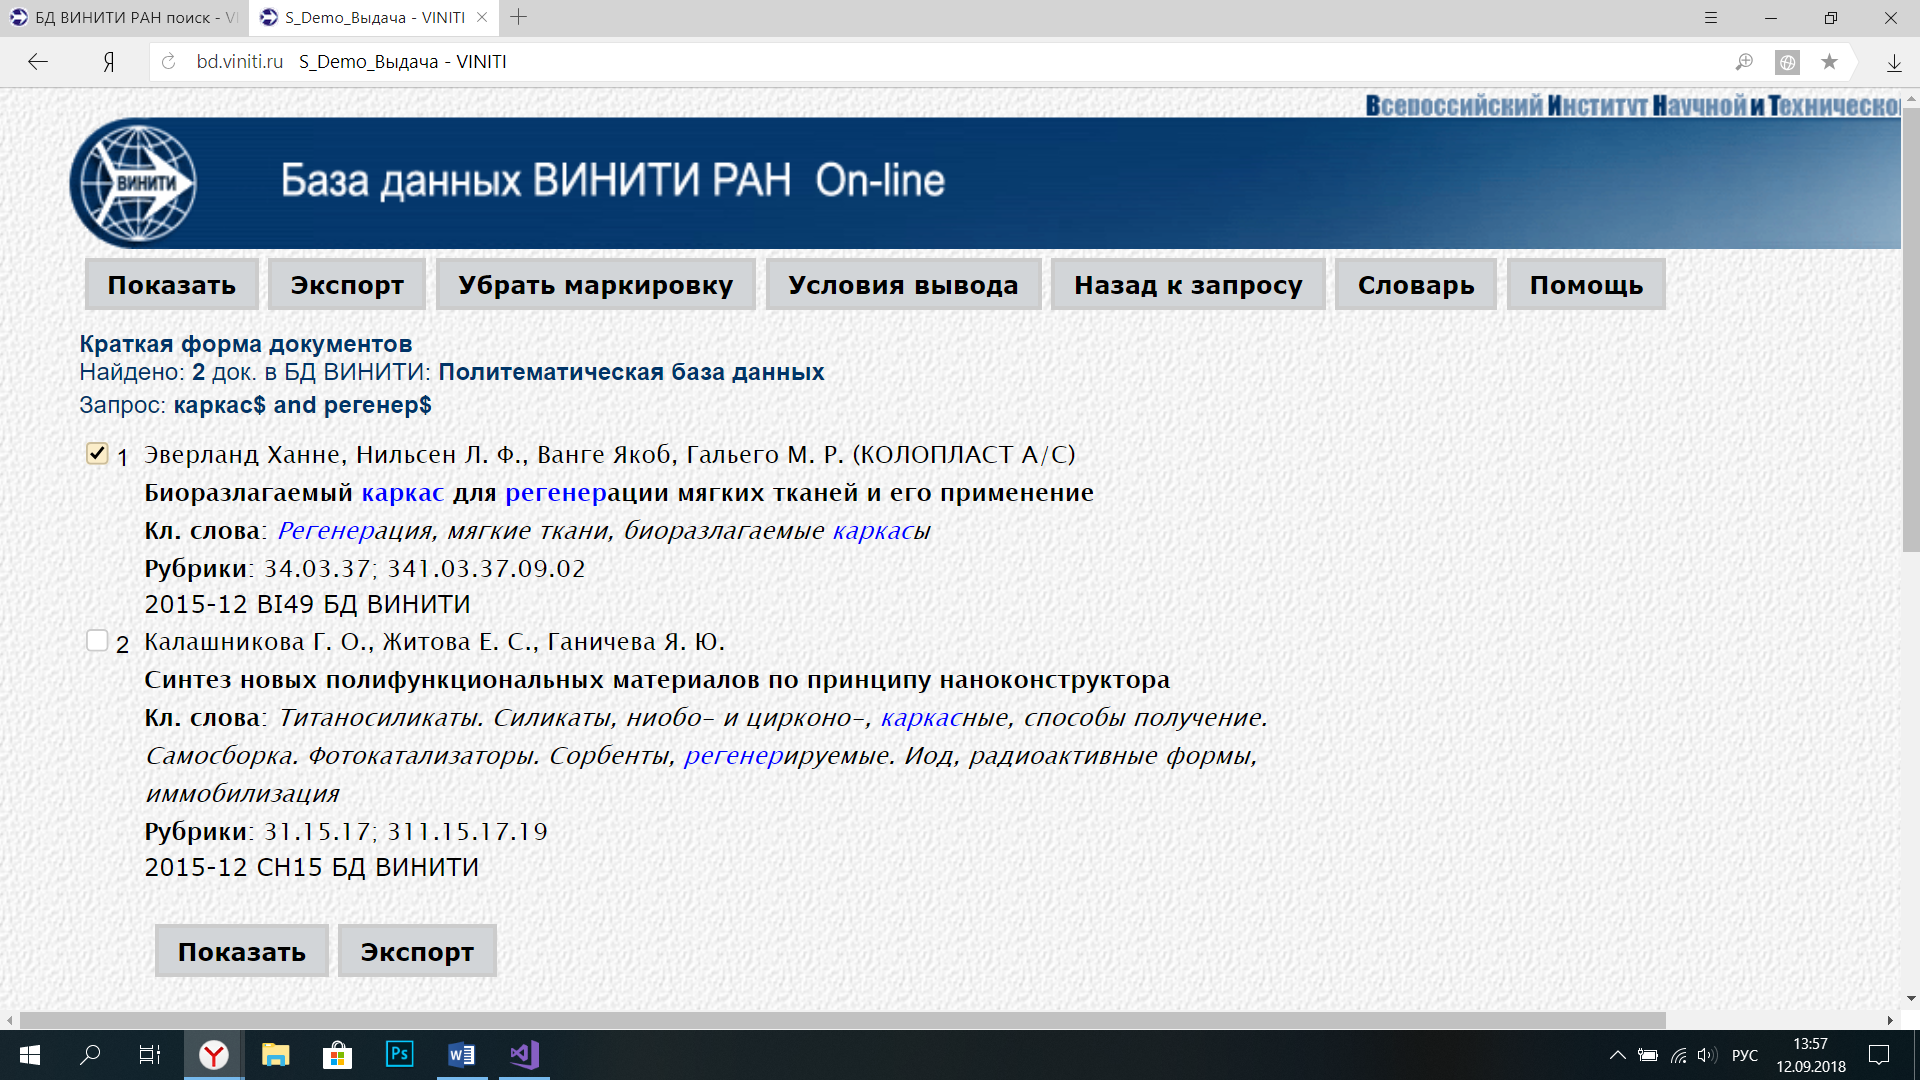 БД ВИНИТИ РАН поиск - VI
S_Demo_Выдача - VINITI
bd.viniti.ru S_Demo_Выдача - VINITI
Всероссийский Институт Научной и Техническо
ВИНИТИ
База данных ВИНИТИ РАН On-line
Показать Экспорт Убрать маркировку Условия вывода Назад к запросу Словарь Помощь
Краткая форма документов
Найдено: 2 док. в БД ВИНИТИ: Политематическая база данных
Запрос: каркас$ and регенер$
1 Эверланд Ханне, Нильсен Л. Ф., Ванге Якоб, Гальего М. Р. (КОЛОПЛАСТ А/С)
Биоразлагаемый каркас для регенерации мягких тканей и его применение
Кл. слова: Регенерация, мягкие ткани, биоразлагаемые каркасы
Рубрики: 34.03.37; 341.03.37.09.02
2015-12 BI49 БД ВИНИТИ
2 Калашникова Г. О., Житова Е. С., Ганичева Я. Ю.
Синтез новых полифункциональных материалов по принципу наноконструктора
Кл. слова: Титаносиликаты. Силикаты, ниобо- и цирконо-, каркасные, способы получение.
Самосборка. Фотокатализаторы. Сорбенты, регенерируемые. Иод, радиоактивные формы,
иммобилизация
Рубрики: 31.15.17; 311.15.17.19
2015-12 CH15 БД ВИНИТИ
Показать Экспорт
Ps
РУС
13:57
12.09.2018